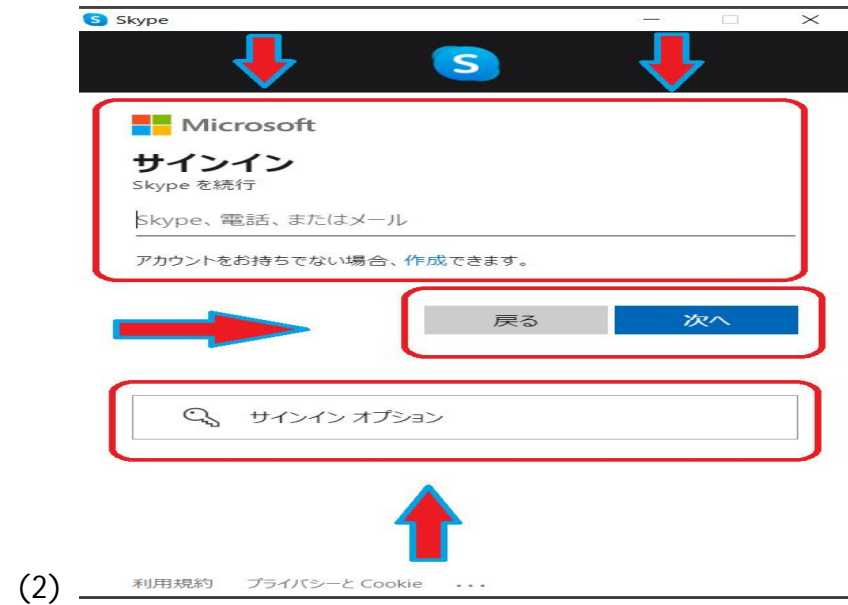 Skype
Microsoft
サインイン
Skype を続行
Skype、電話、またはメール
アカウントをお持ちでない場合、作成できます。
戻る 次へ
サインイン オプション
(2)
利用規約 プライバシーと Cookie ...